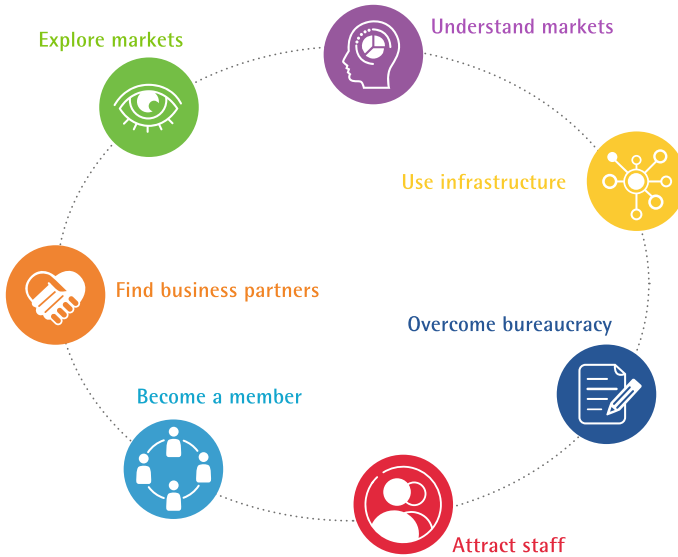 Understand markets
Explore markets
Use infrastructure
Find business partners
Overcome bureaucracy
Become a member
Attract staff